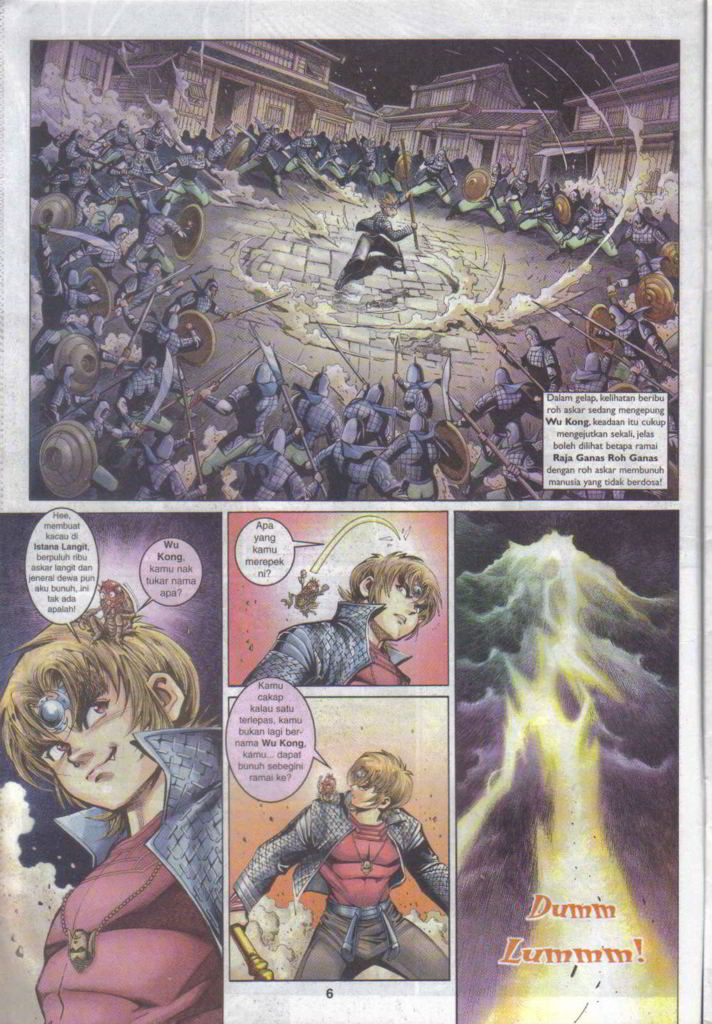 Dalam gelap, kelihatan beribu
roh askar sedang mengepung
Wu Kong, keadaan itu cukup
mengejutkan sekali, jelas
boleh dilihat betapa ramai
Raja Ganas Roh Ganas
dengan roh askar membunuh
manusia yang tidak berdosa!
Hee,
membuat
kacau di
Istana Langit,
berpuluh ribu
askar langit dan
jeneral dewa pun
aku bunuh, ini
tak ada
apalah!
Wu
Kong,
kamu nak
tukar nama
apa?
Apa
yang
kamu
merepek
ni?
Kamu
cakap
kalau satu
terlepas, kamu
bukan lagi ber-
nama Wu Kong,
kamu... dapat
bunuh sebegini
ramai ke?
Dumm
Lummm!
6